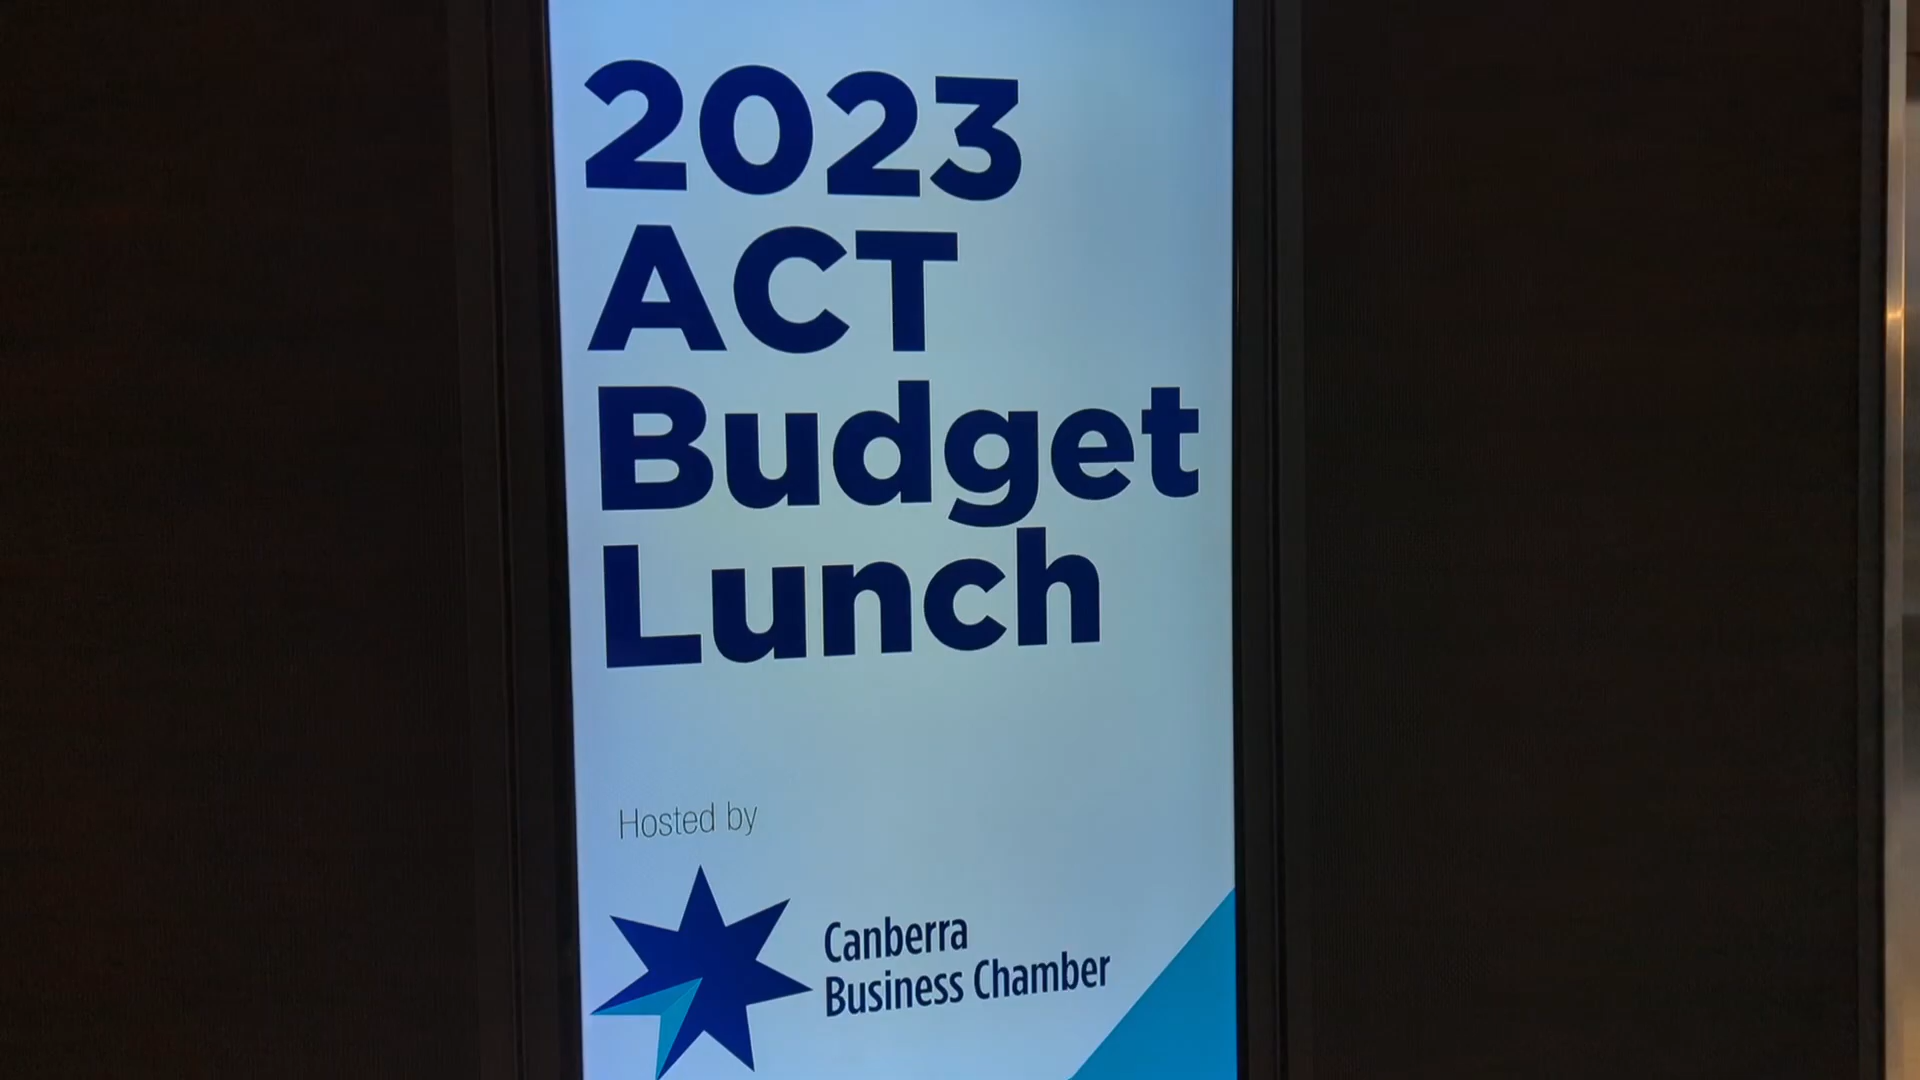 2023
ACT
Budget
Lunch
Hosted by
Canberra
Business Chamber